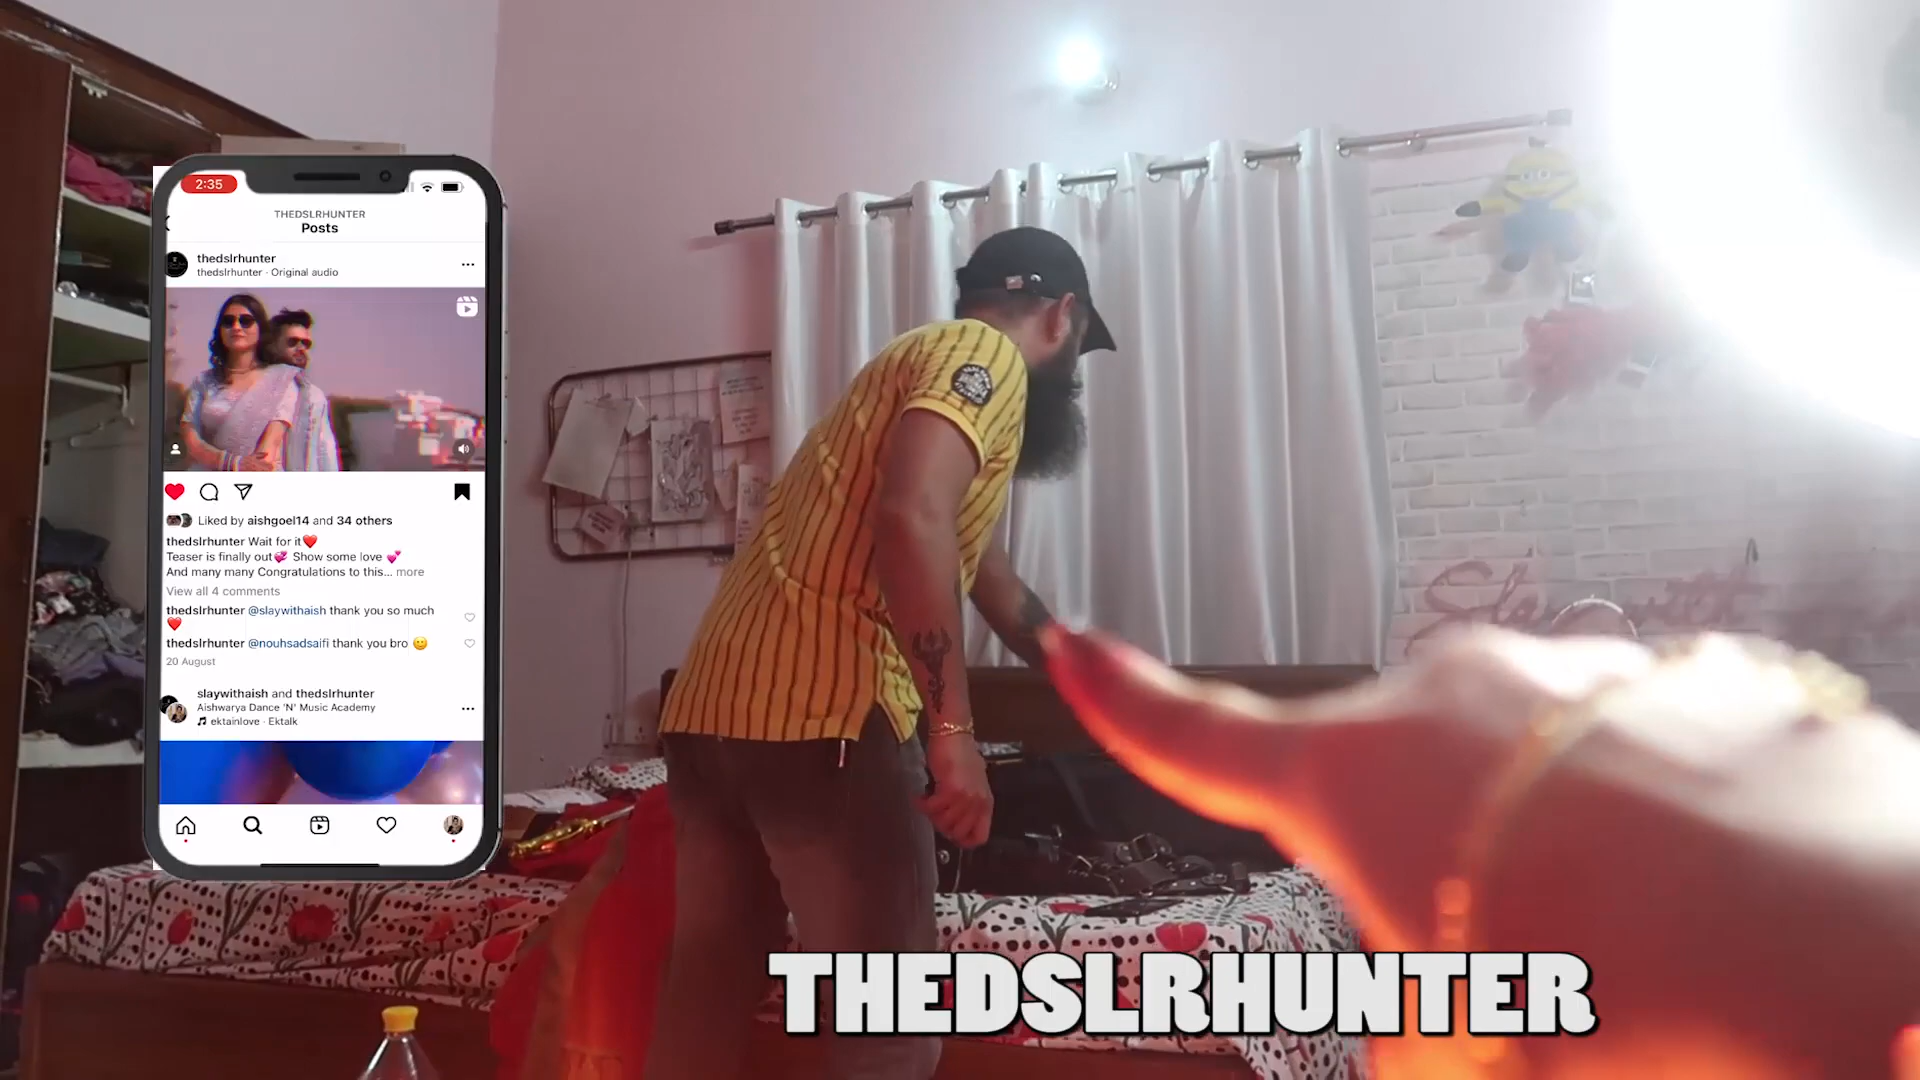 2:35
THEDSLRHUNTER
Posts
thedslrhunter
thedslrhunter · Original audio
Liked by aishgoel14 and 34 others
thedslrhunter Wait for it❤️
Teaser is finally out💞 Show some love 💕
And many many Congratulations to this... more
View all 4 comments
thedslrhunter @slaywithaish thank you so much
❤️
thedslrhunter @nouhsadsaifi thank you bro 🙂
20 August
slaywithaish and thedslrhunter
Aishwarya Dance 'N' Music Academy
ektainlove · Ektalk
Slay with
THEDSLRHUNTER